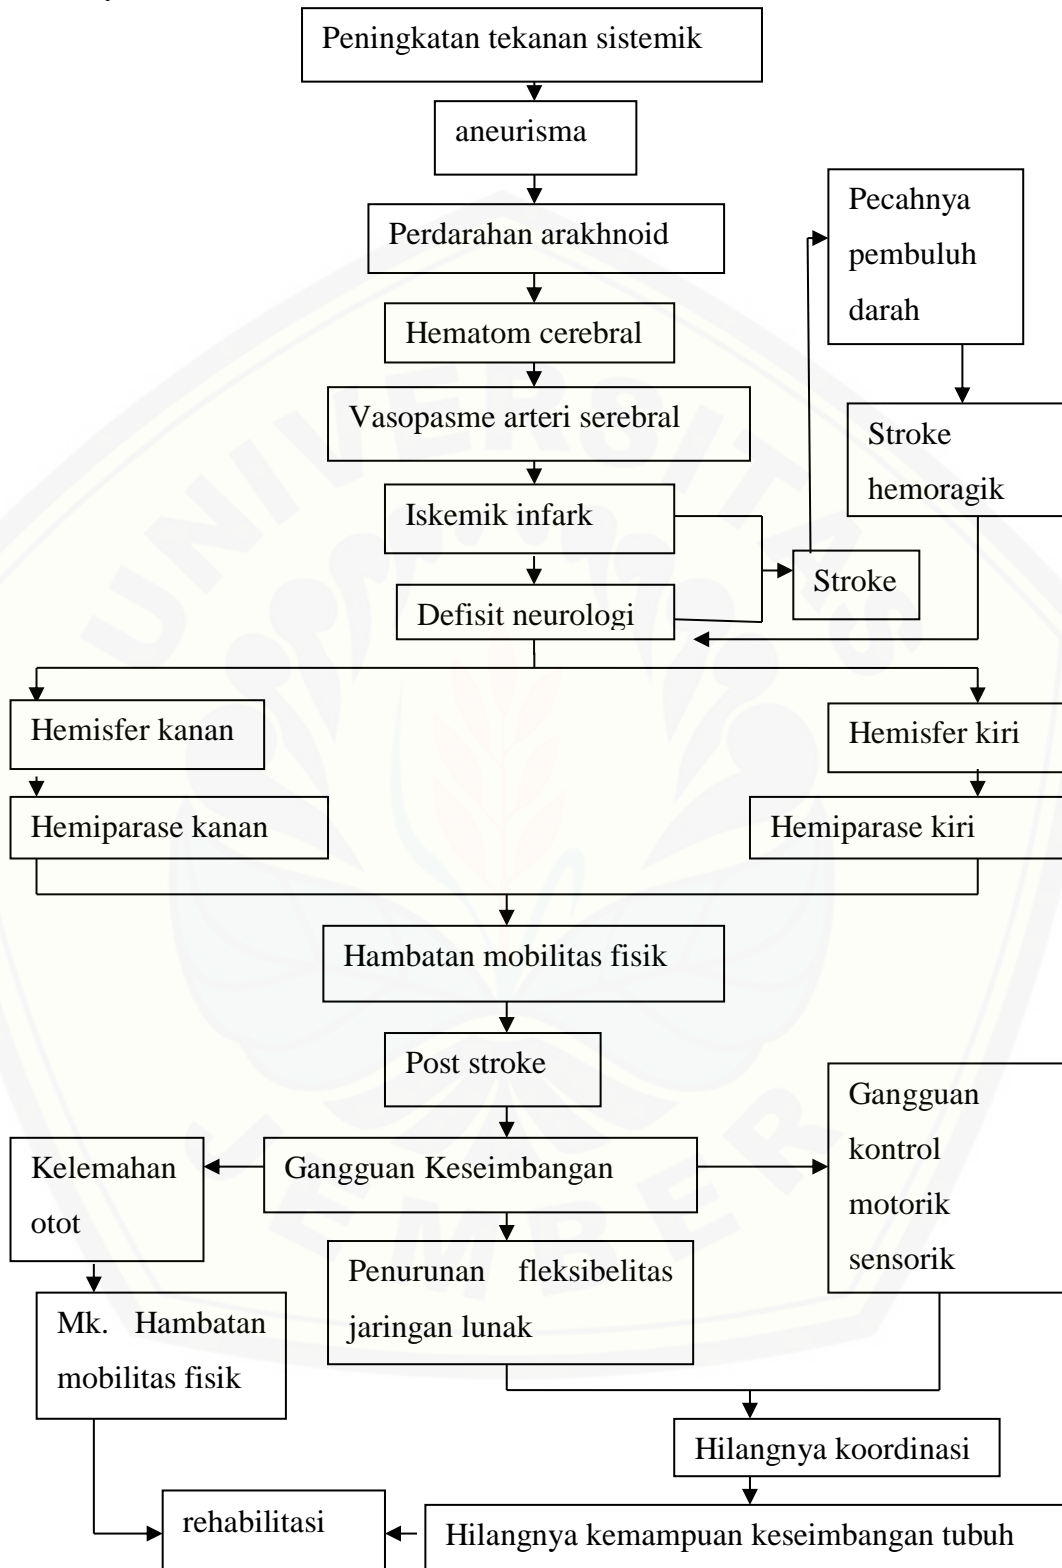 Peningkatan tekanan sistemik
aneurisma
Perdarahan arakhnoid
Pecahnya
pembuluh
darah
Hematom cerebral
Vasopasme arteri serebral
Stroke
hemoragik
Iskemik infark
Stroke
Defisit neurologi
Hemisfer kanan
Hemisfer kiri
Hemiparase kanan
Hemiparase kiri
Hambatan mobilitas fisik
Post stroke
Gangguan
kontrol
motorik
sensorik
Kelemahan
otot
Gangguan Keseimbangan
Penurunan fleksibelitas
jaringan lunak
Mk. Hambatan
mobilitas fisik
Hilangnya koordinasi
rehabilitasi
Hilangnya kemampuan keseimbangan tubuh
UNIVERSITAS
JEMBER